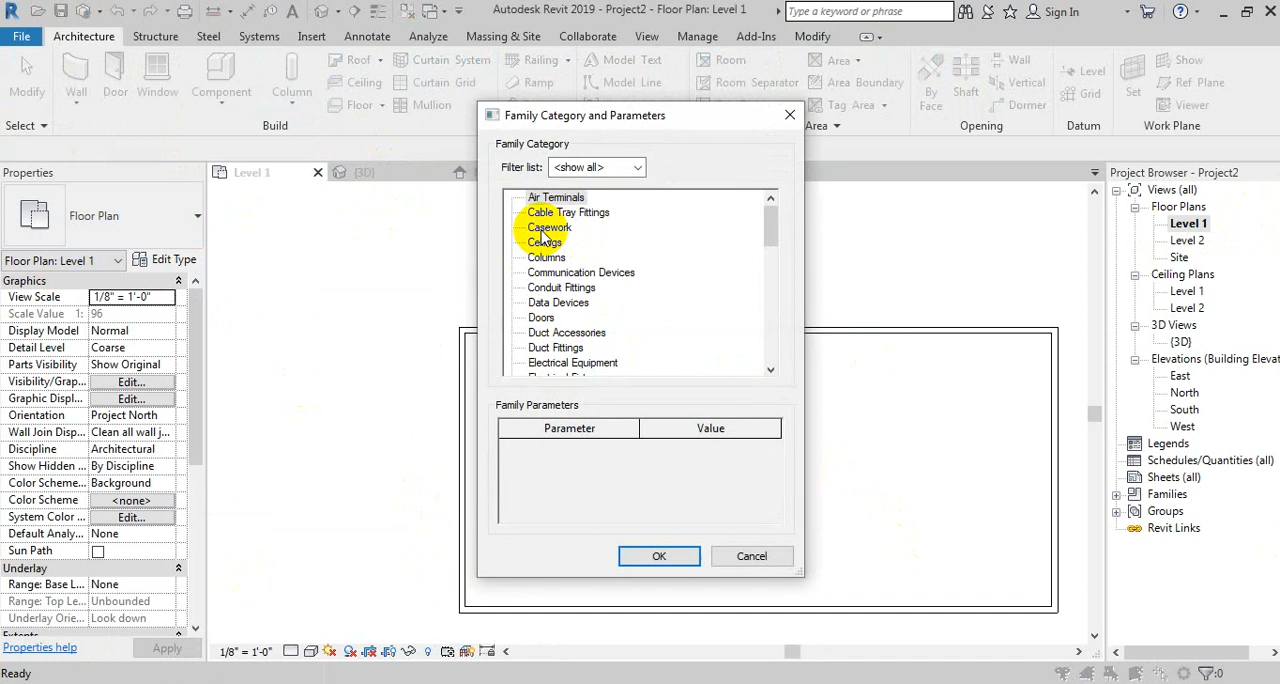 Autodesk Revit 2019 - Project2 - Floor Plan: Level 1
Type a keyword or phrase
Sign In
File Architecture Structure Steel Systems Insert Annotate Analyze Massing & Site Collaborate View Manage Add-Ins Modify
Modify Wall Door Window Component Column
Roof Curtain System Railing Model Text Room Area
Ceiling Curtain Grid Ramp Model Line Room Separator Area Boundary
Floor Mullion Tag Area
By Face Shaft Wall Vertical Dormer
Level Grid
Set Show Ref Plane Viewer
Select Build Area Opening Datum Work Plane
Properties
Floor Plan
Floor Plan: Level 1 Edit Type
Graphics
View Scale 1/8" = 1'-0"
Scale Value 1: 96
Display Model Normal
Detail Level Coarse
Parts Visibility Show Original
Visibility/Grap... Edit...
Graphic Displ... Edit...
Orientation Project North
Wall Join Disp... Clean all wall j...
Discipline Architectural
Show Hidden ... By Discipline
Color Scheme... Background
Color Scheme <none>
System Color ... Edit...
Default Analy... None
Sun Path
Underlay
Range: Base L... None
Range: Top Le... Unbounded
Underlay Orie... Look down
Extents
Properties help Apply
Level 1 {3D}
Family Category and Parameters
Family Category
Filter list: <show all>
Air Terminals
Cable Tray Fittings
Casework
Columns
Communication Devices
Conduit Fittings
Data Devices
Doors
Duct Accessories
Duct Fittings
Electrical Equipment
Family Parameters
Parameter Value
OK Cancel
Project Browser - Project2
Views (all)
Floor Plans
Level 1
Level 2
Site
Ceiling Plans
Level 1
Level 2
3D Views
{3D}
Elevations (Building Elevat
East
North
South
West
Legends
Schedules/Quantities (all)
Sheets (all)
Families
Groups
Revit Links
1/8" = 1'-0"
Ready
:0